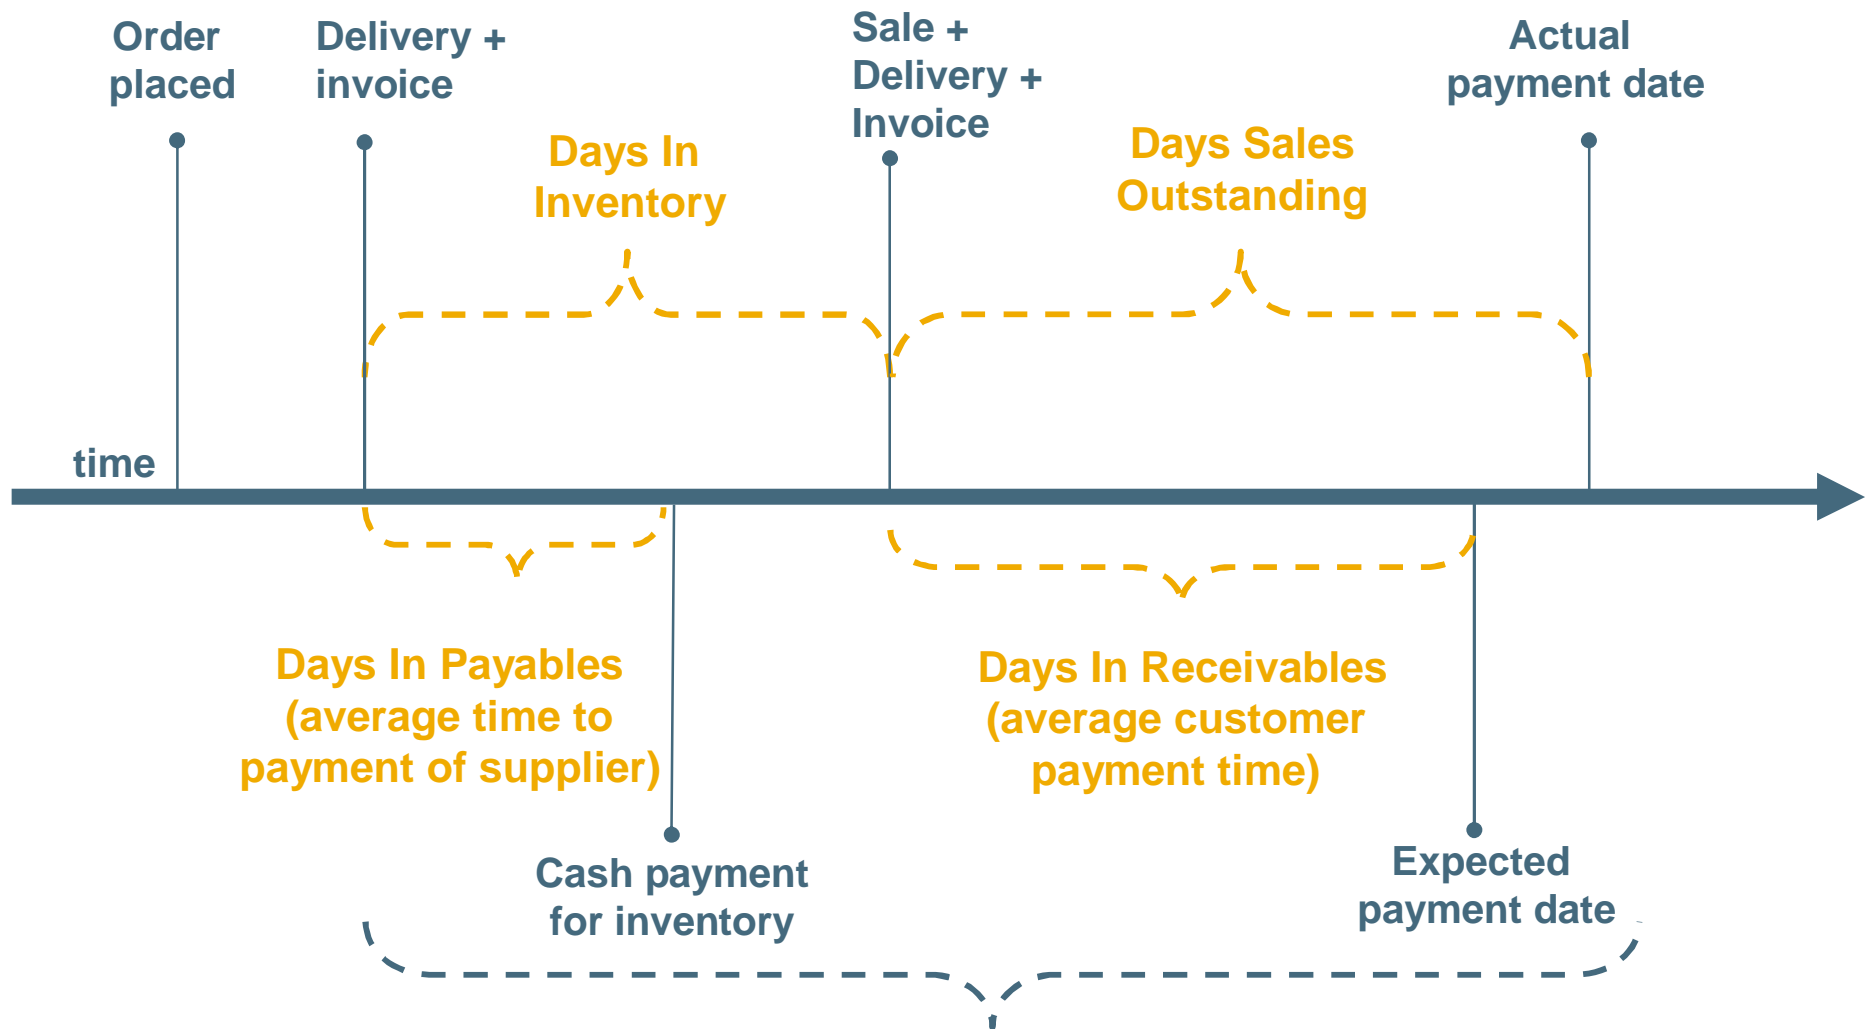 Order
placed
Delivery +
invoice
Sale +
Delivery +
Invoice
Actual
payment date
Days In
Inventory
Days Sales
Outstanding
time
Days In Payables
(average time to
payment of supplier)
Days In Receivables
(average customer
payment time)
Cash payment
for inventory
Expected
payment date